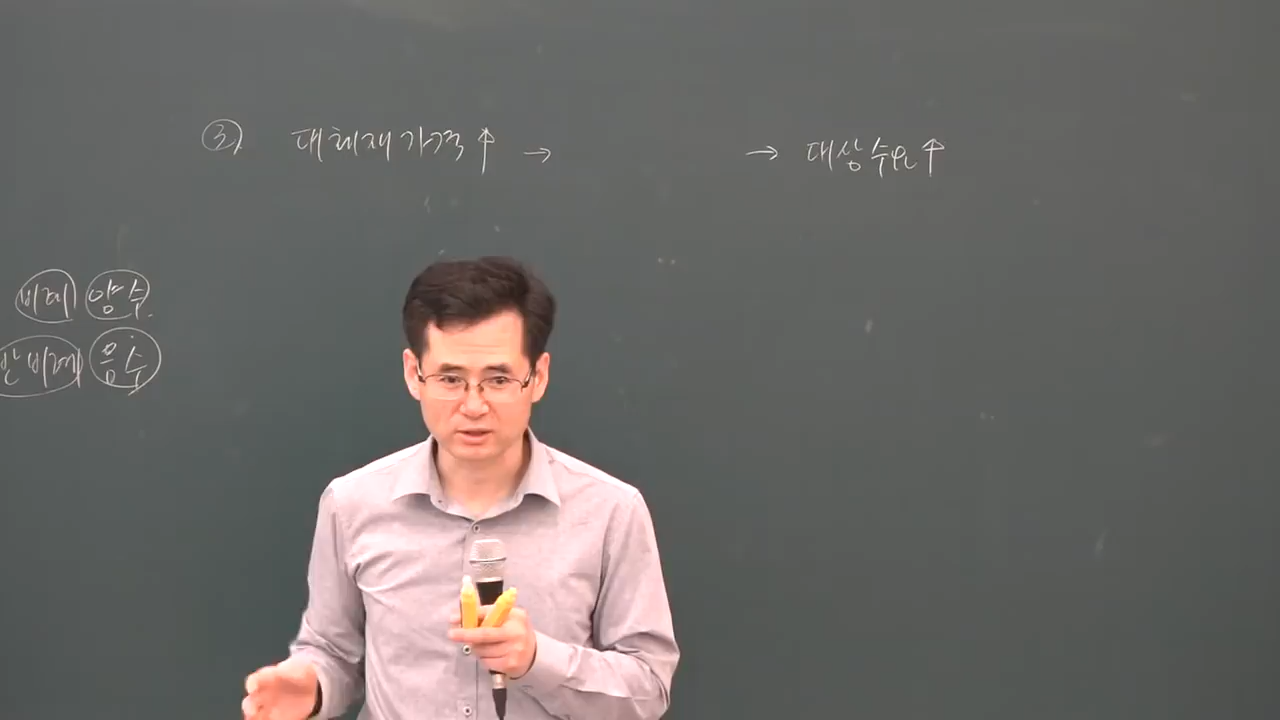 ③ 대체재 가격↑ → → 대상 수요↑
비례 양수
반비례 음수